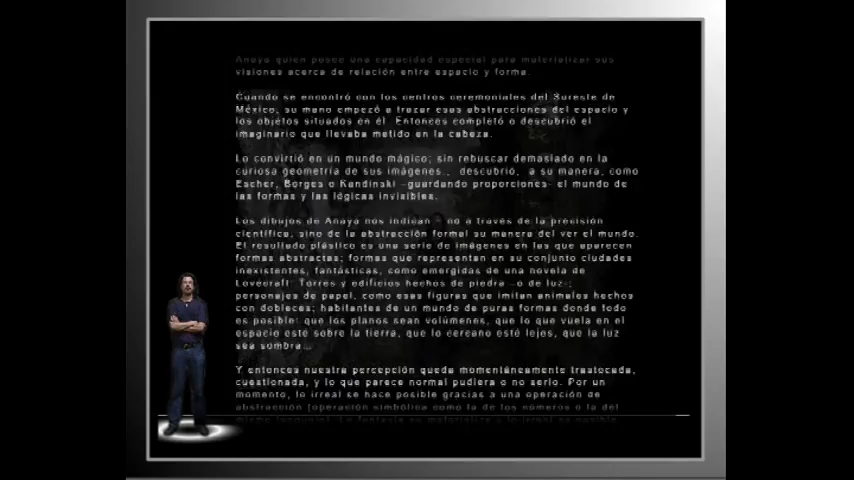 Anaya quien posee una capacidad especial para materializar sus
visiones acerca de relación entre espacio y forma.
Cuando se encontró con los centros ceremoniales del Sureste de
México, su mano empezó a trazar esas abstracciones del espacio y
los objetos situados en él. Entonces completó o descubrió el
imaginario que llevaba metido en la cabeza.
Lo convirtió en un mundo mágico; sin rebuscar demasiado en la
curiosa geometría de sus imágenes., descubrió, a su manera, como
Escher, Borges o Kandinski -guardando proporciones- el mundo de
las formas y las lógicas invisibles.
Los dibujos de Anaya nos indican - no a través de la precisión
científica, sino de la abstracción formal su manera del ver el mundo.
El resultado plástico es una serie de imágenes en las que aparecen
formas abstractas; formas que representan en su conjunto ciudades
inexistentes, fantásticas, como emergidas de una novela de
Lovecraft. Torres y edificios hechos de piedra -o de luz-;
personajes de papel, como esas figuras que imitan animales hechos
con dobleces; habitantes de un mundo de puras formas donde todo
es posible: que los planos sean volúmenes, que lo que vuela en el
espacio esté sobre la tierra, que lo cercano esté lejos, que la luz
sea sombra...
Y entonces nuestra percepción queda momentáneamente trastocada,
cuestionada, y lo que parece normal pudiera o no serlo. Por un
momento, lo irreal se hace posible gracias a una operación de
abstracción (operación simbólica como la de los números o la del
mismo lenguaje). La fantasía se materializa y lo irreal es posible